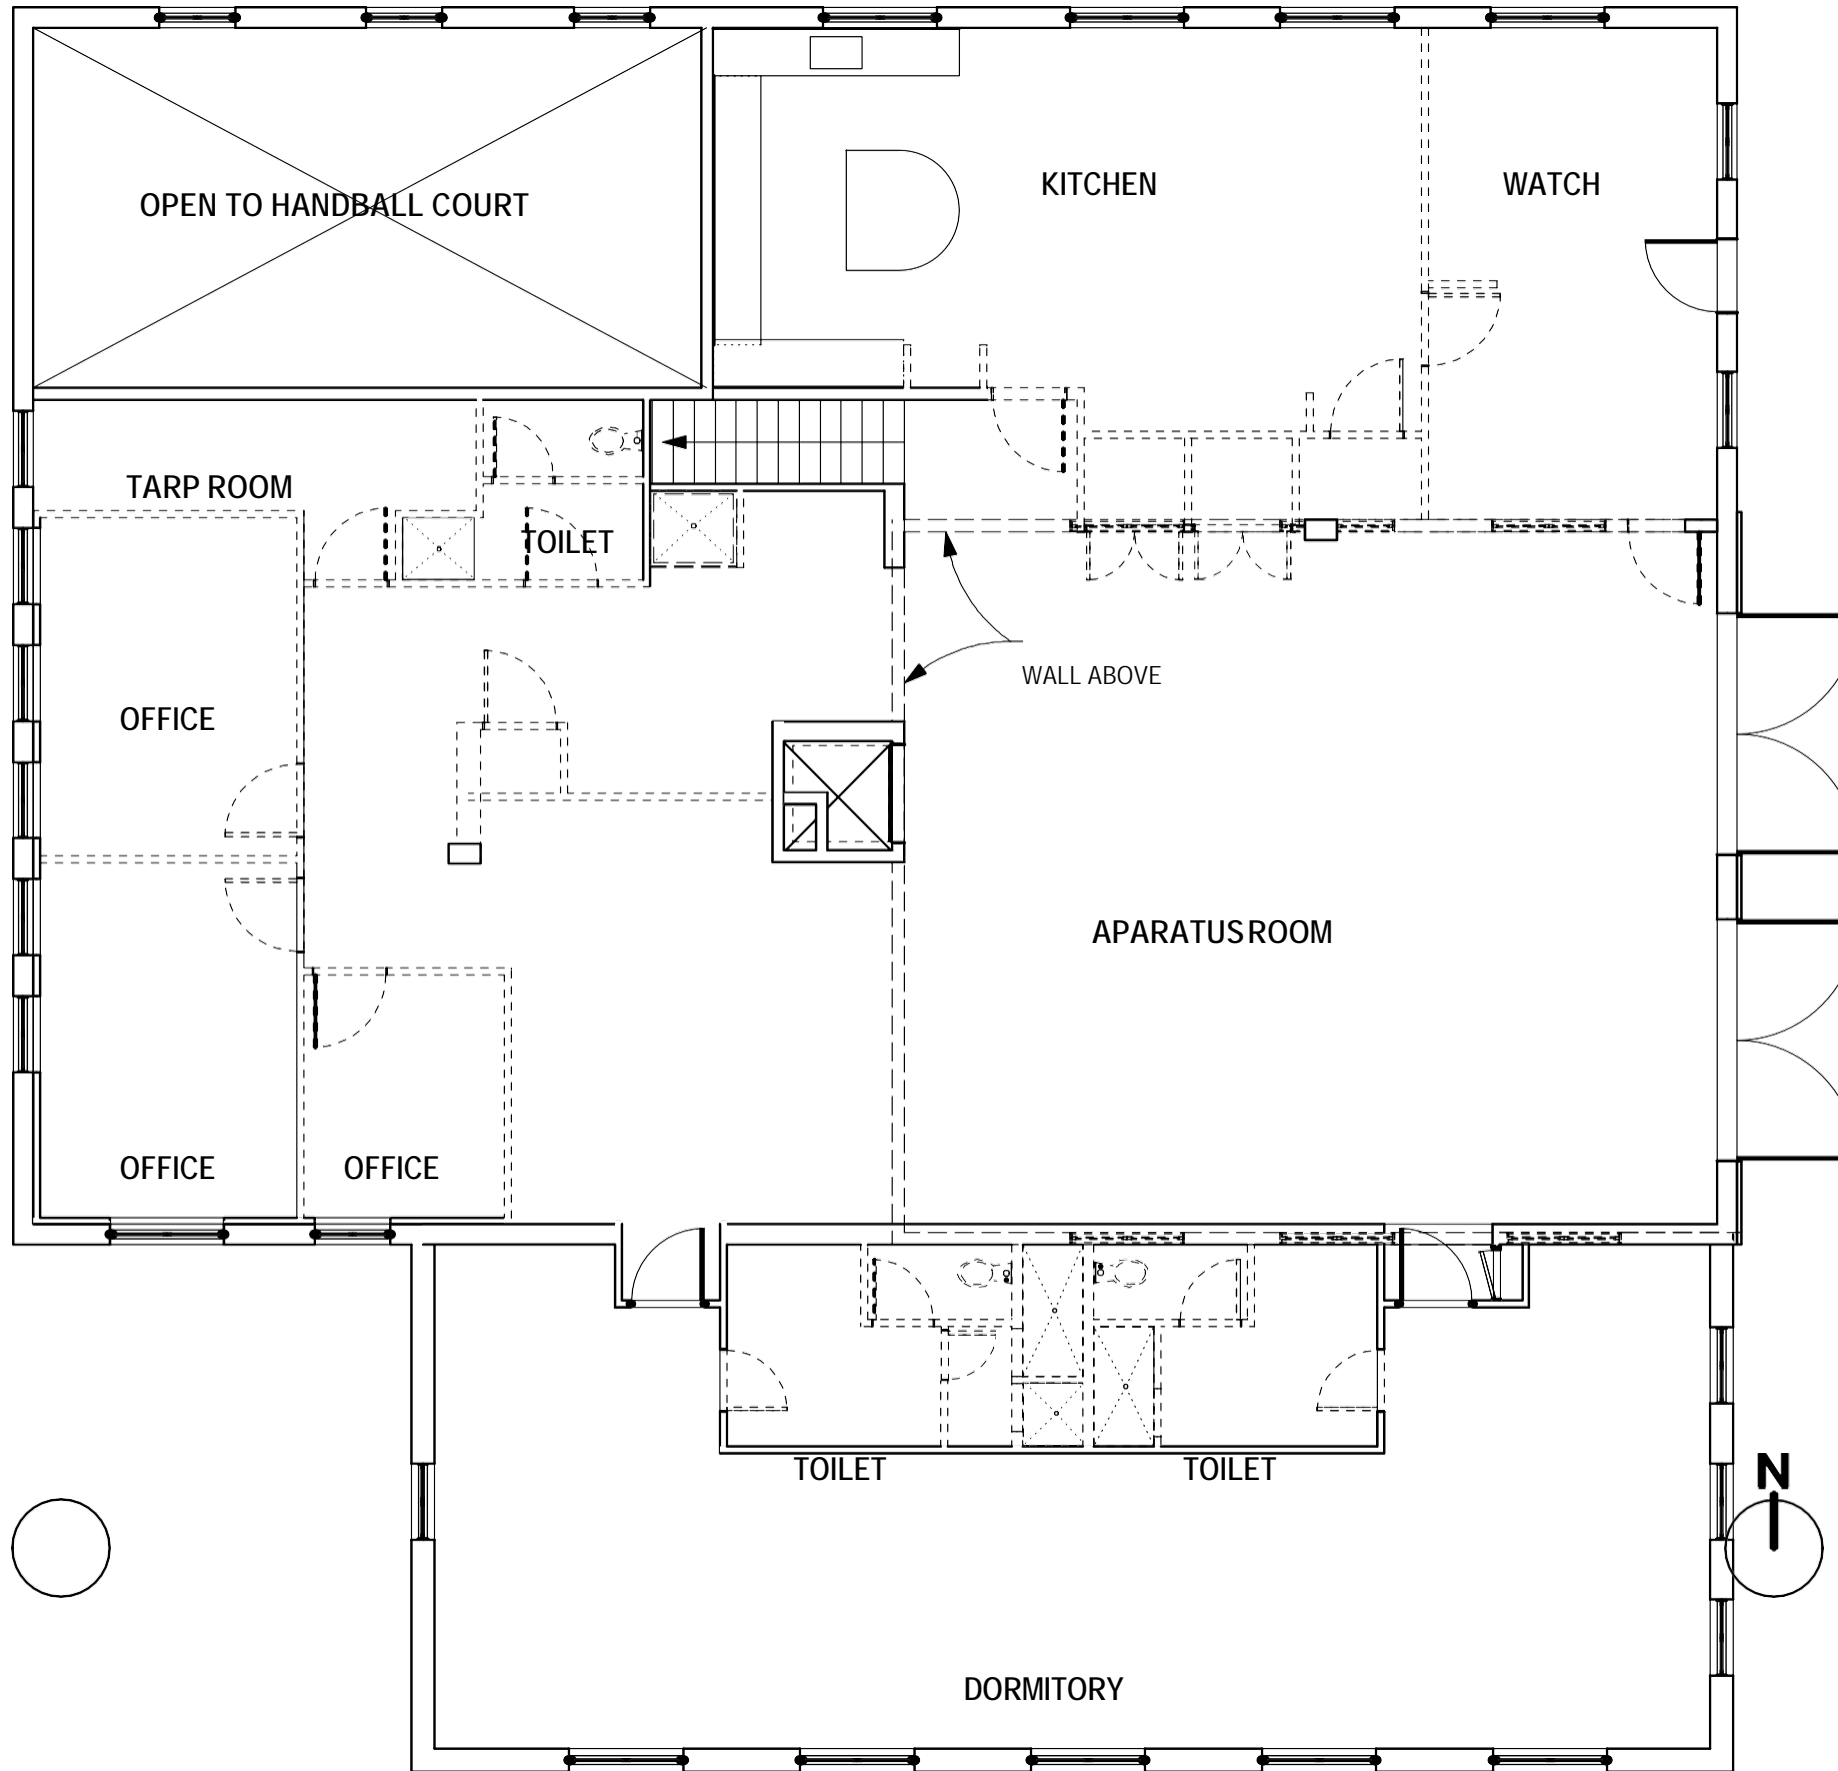 OPEN TO HANDBALL COURT
KITCHEN
WATCH
TARP ROOM
TOILET
WALL ABOVE
OFFICE
APARATUS ROOM
OFFICE
OFFICE
TOILET
TOILET
N
DORMITORY